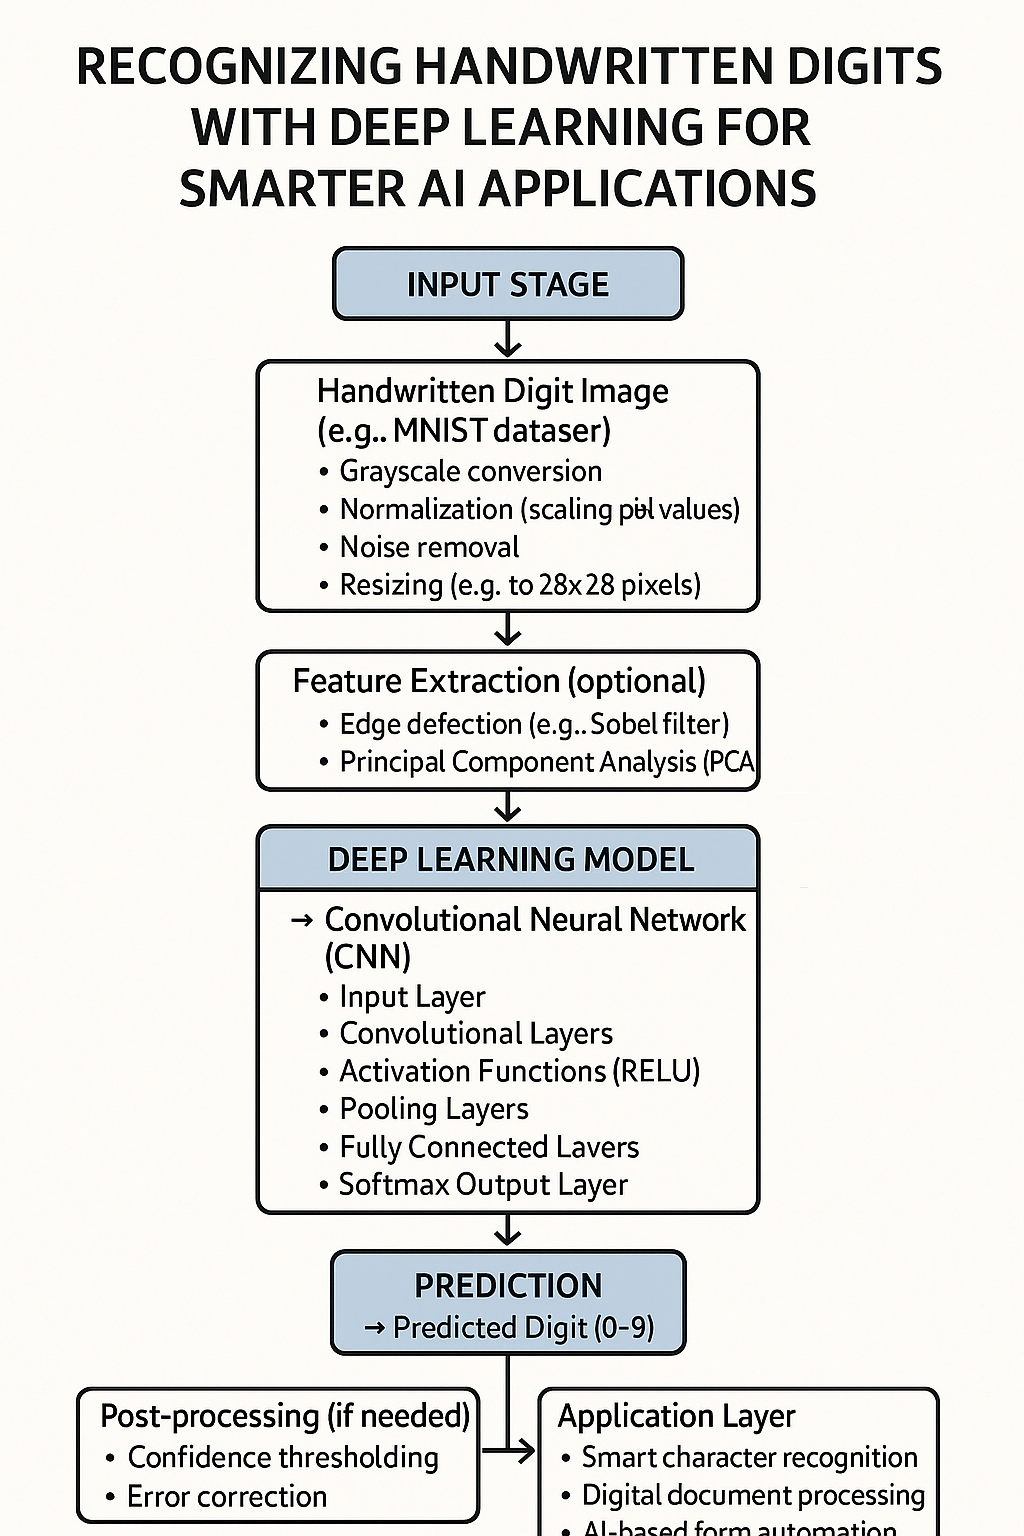 RECOGNIZING HANDWRITTEN DIGITS
WITH DEEP LEARNING FOR
SMARTER AI APPLICATIONS
INPUT STAGE
Handwritten Digit Image
(e.g.. MNIST dataser)
• Grayscale conversion
• Normalization (scaling values)
• Noise removal
• Resizing (e.g. to 28x28 pixels)
Feature Extraction (optional)
• Edge defection (e.g.. Sobel filter)
• Principal Component Analysis (PCA
DEEP LEARNING MODEL
→ Convolutional Neural Network
(CNN)
• Input Layer
• Convolutional Layers
• Activation Functions (RELU)
• Pooling Layers
• Fully Connected Lavers
• Softmax Output Layer
PREDICTION
→ Predicted Digit (0-9)
Post-processing (if needed)
• Confidence thresholding
• Error correction
Application Layer
• Smart character recognition
• Digital document processing
• AI-based form automation